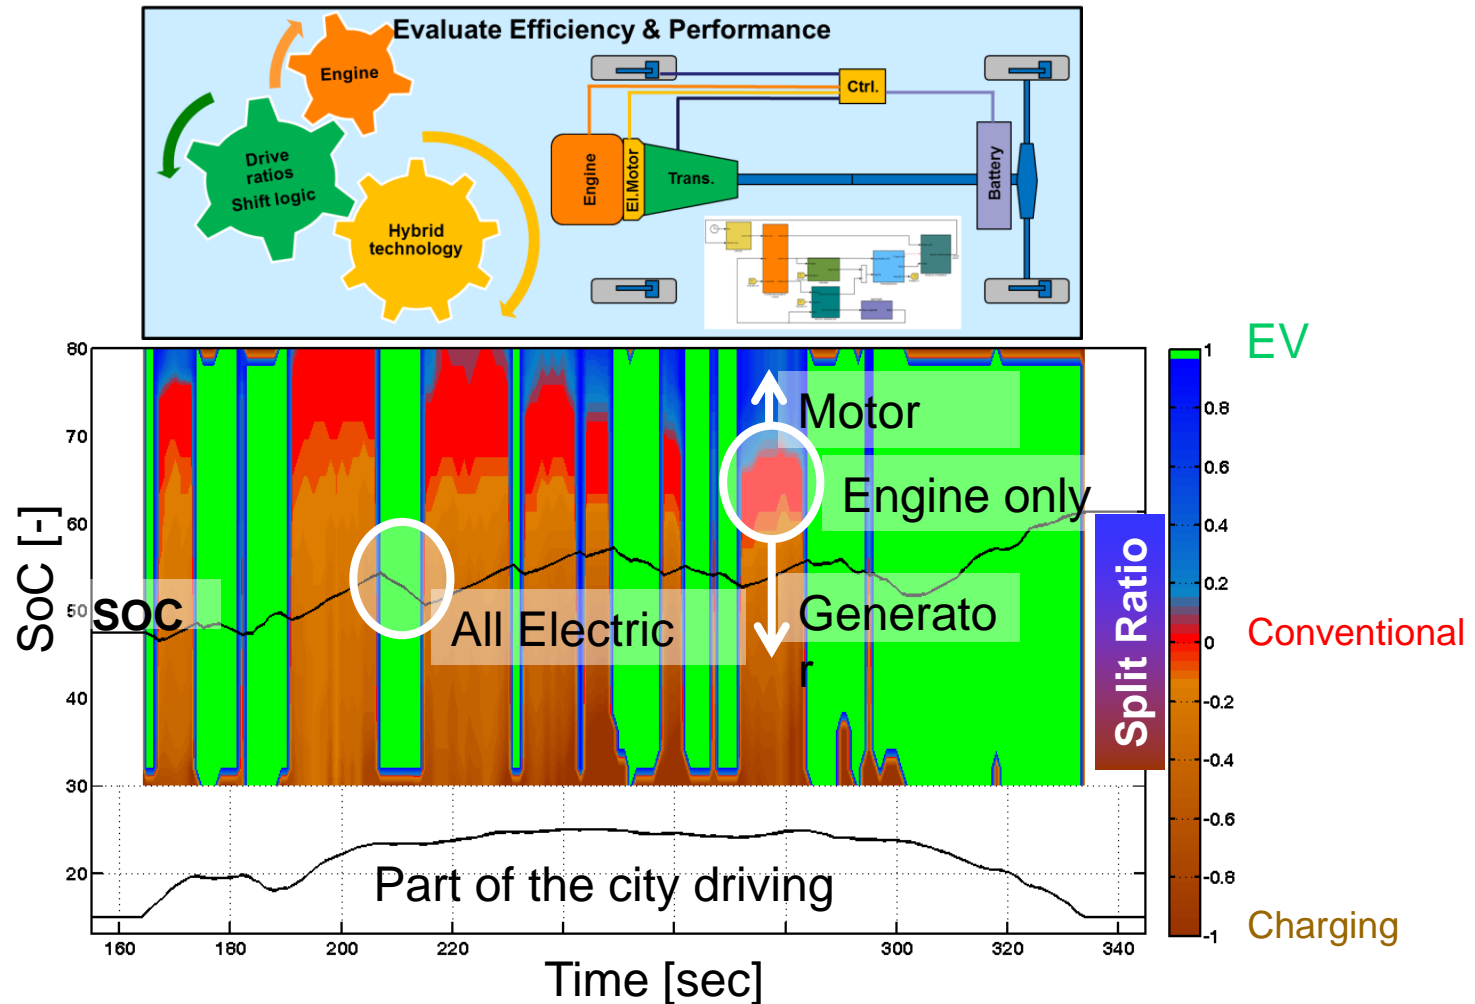 Evaluate Efficiency & Performance
Engine
Drive
ratios
Shift logic
Hybrid
technology
Engine
El.Motor
Trans.
Ctrl.
Battery
80
70
60
50
40
30
20
SoC [-]
SOC
All Electric
Motor
Engine only
Generato
r
Part of the city driving
160
180
200
220
300
320
340
Time [sec]
Split Ratio
1
0.8
0.6
0.4
0.2
0
-0.2
-0.4
-0.6
-0.8
-1
EV
Conventional
Charging